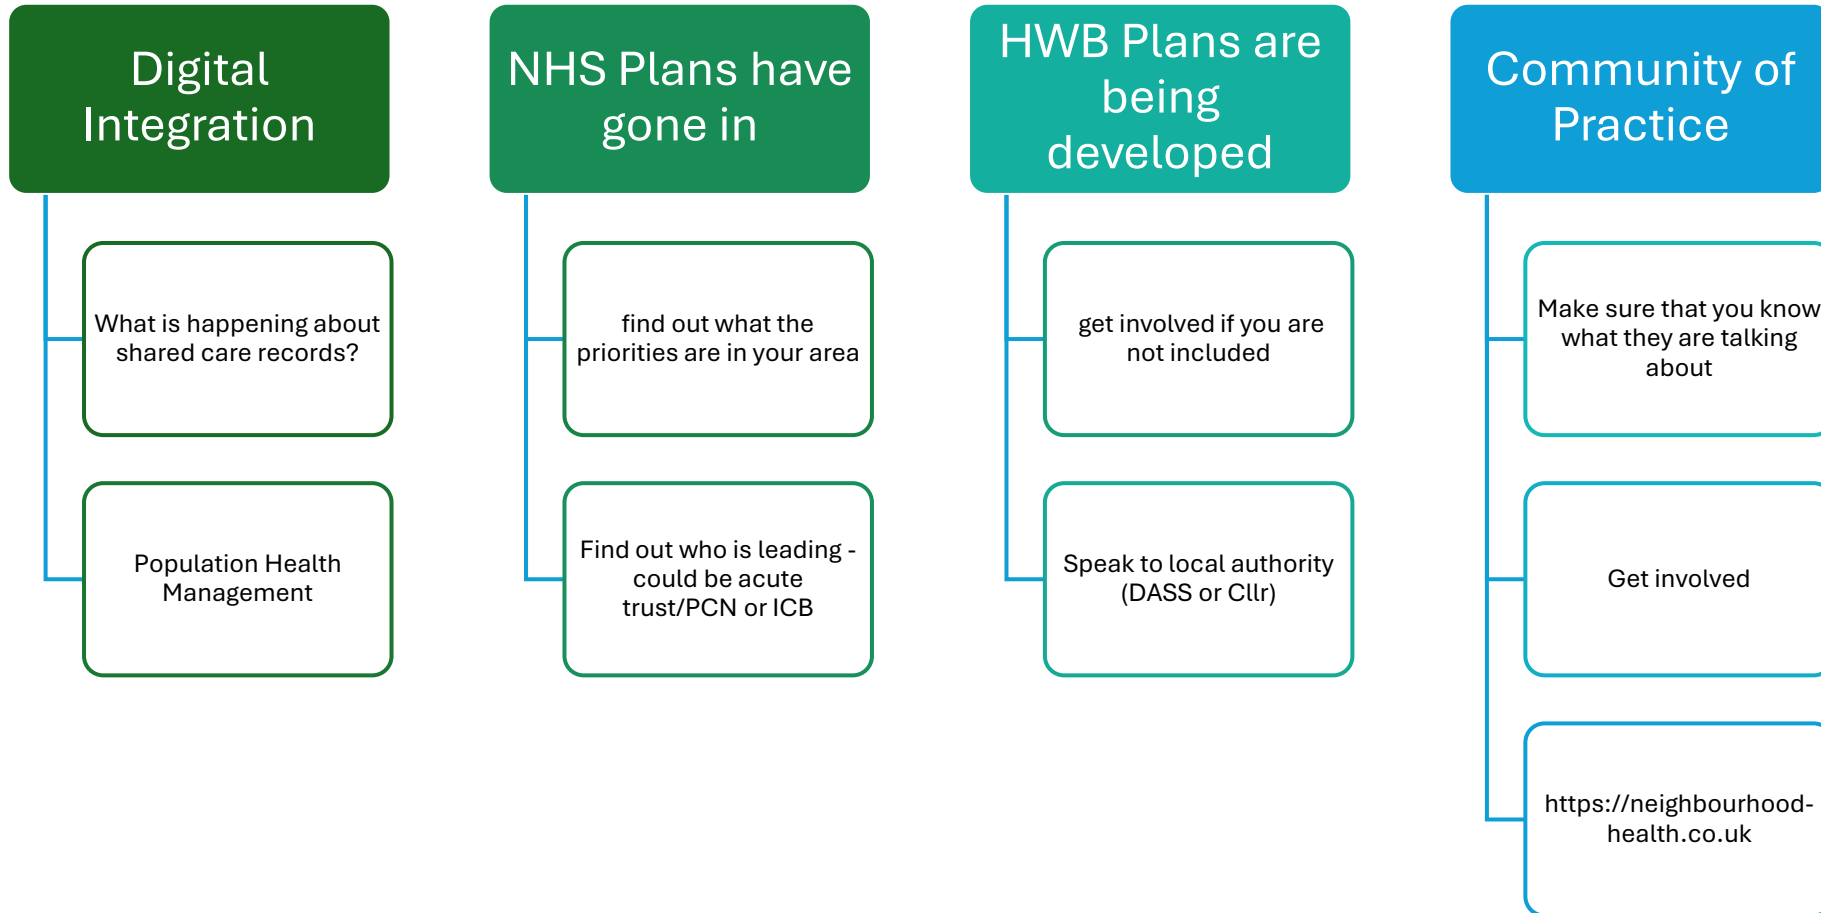 Digital
Integration
What is happening about
shared care records?
Population Health
Management
NHS Plans have
gone in
find out what the
priorities are in your area
Find out who is leading -
could be acute
trust/PCN or ICB
HWB Plans are
being
developed
get involved if you are
not included
Speak to local authority
(DASS or Cllr)
Community of
Practice
Make sure that you know
what they are talking
about
Get involved
https://neighbourhood-
health.co.uk